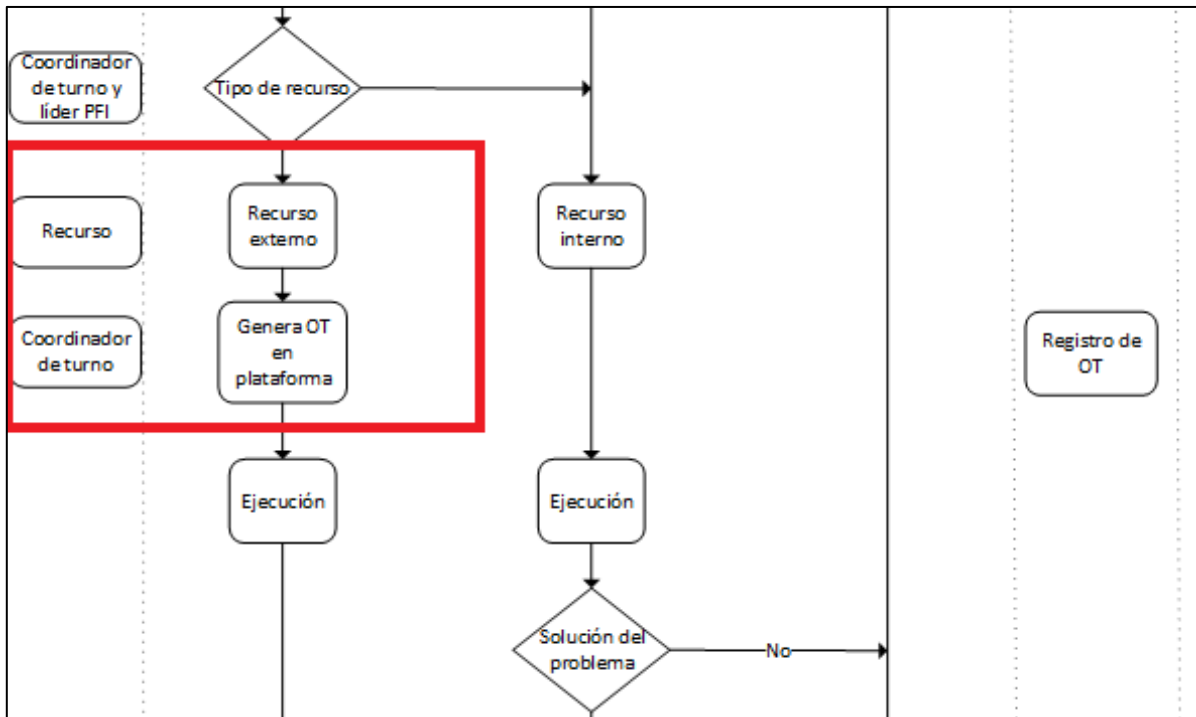 Coordinador
de turno y
líder PFI
Tipo de recurso
Recurso
Recurso
externo
Recurso
interno
Coordinador
de turno
Genera OT
en
plataforma
Registro de
OT
Ejecución
Ejecución
Solución del
problema
No